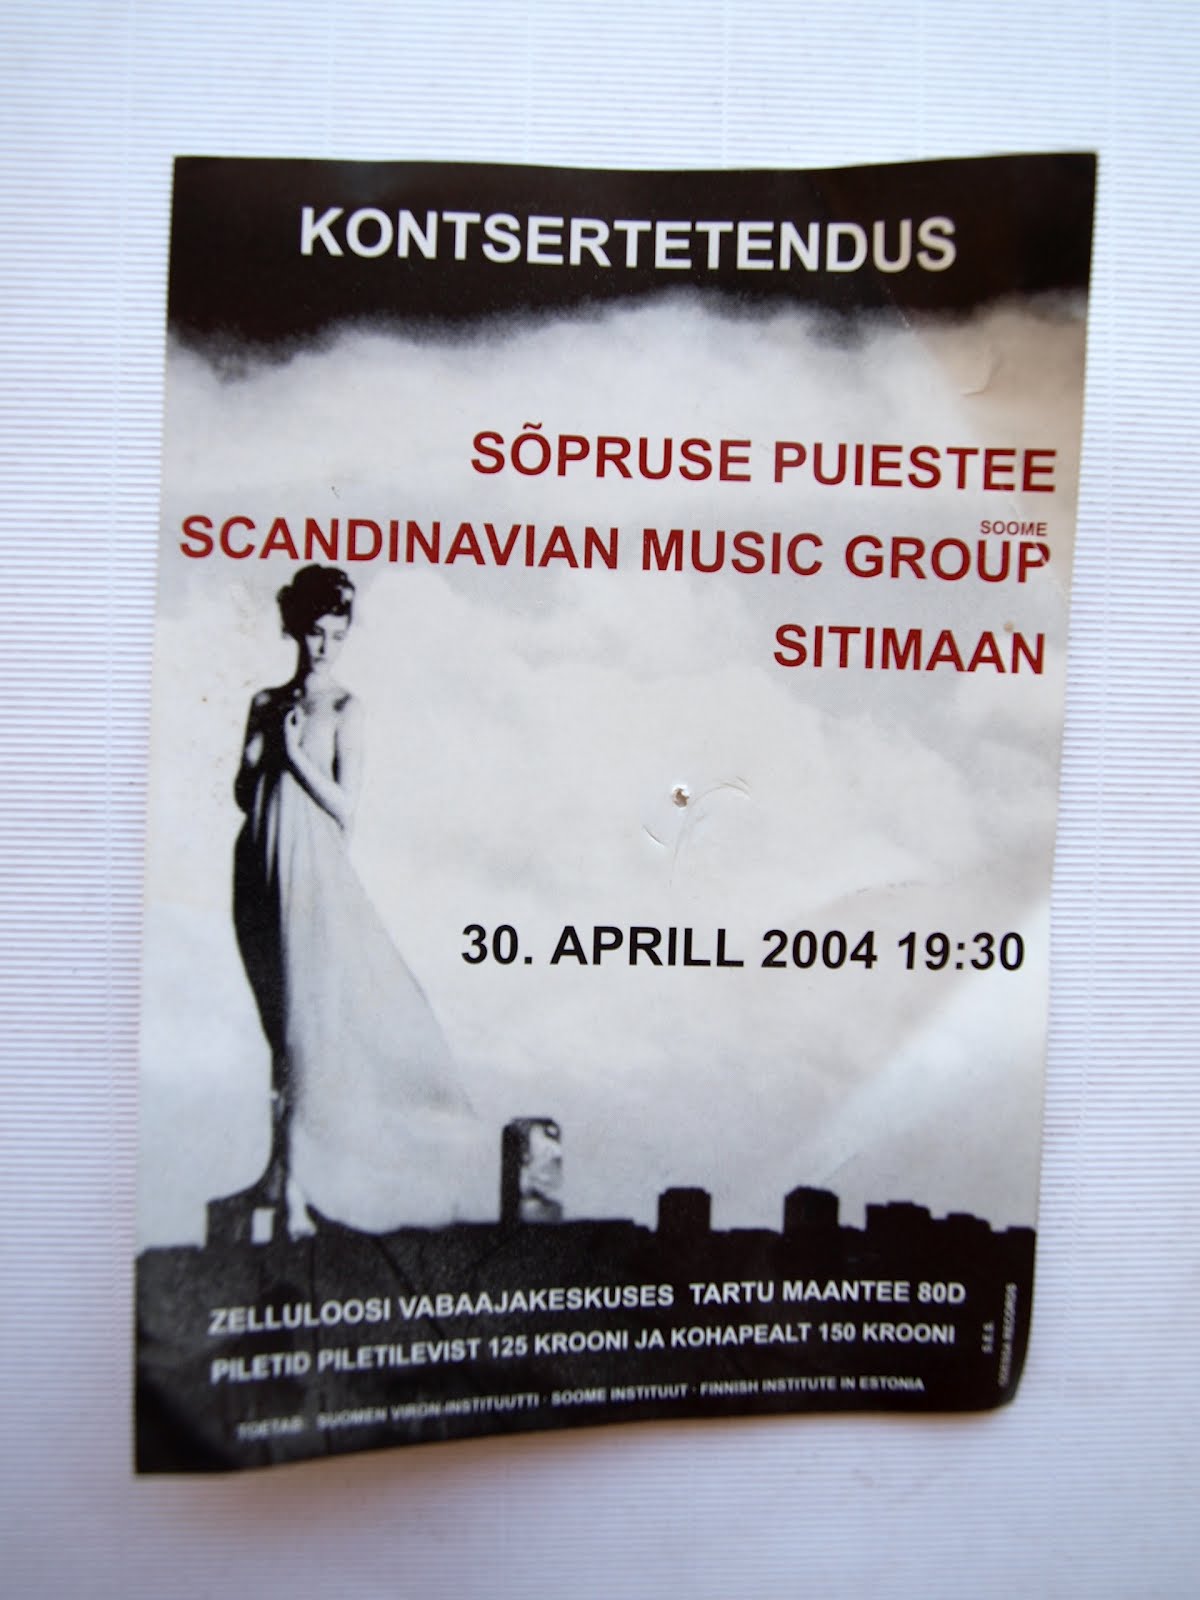 KONTSERTETENDUS
SÕPRUSE PUIESTEE
SOOME
SCANDINAVIAN MUSIC GROUP
SITIMAAN
30. APRILL 2004 19:30
ZELLULOOSI VABAAJAKESKUSES TARTU MAANTEE 80D
PILETID PILETILEVIST 125 KROONI JA KOHAPEALT 150 KROONI
TOETAB: SUOMEN VIRON-INSTITUUTTI · SOOME INSTITUUT · FINNISH INSTITUTE IN ESTONIA
RECORDS